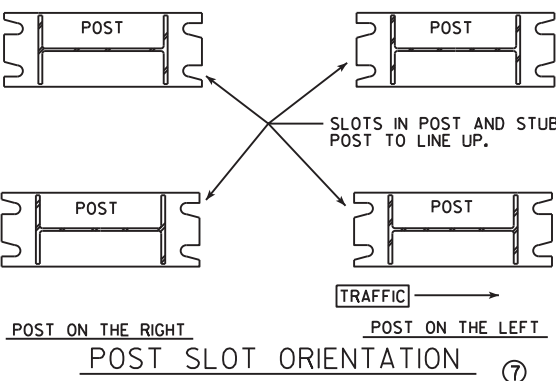 POST
POST
SLOTS IN POST AND STUB
POST TO LINE UP.
POST
POST
TRAFFIC
POST ON THE RIGHT
POST ON THE LEFT
POST SLOT ORIENTATION
7